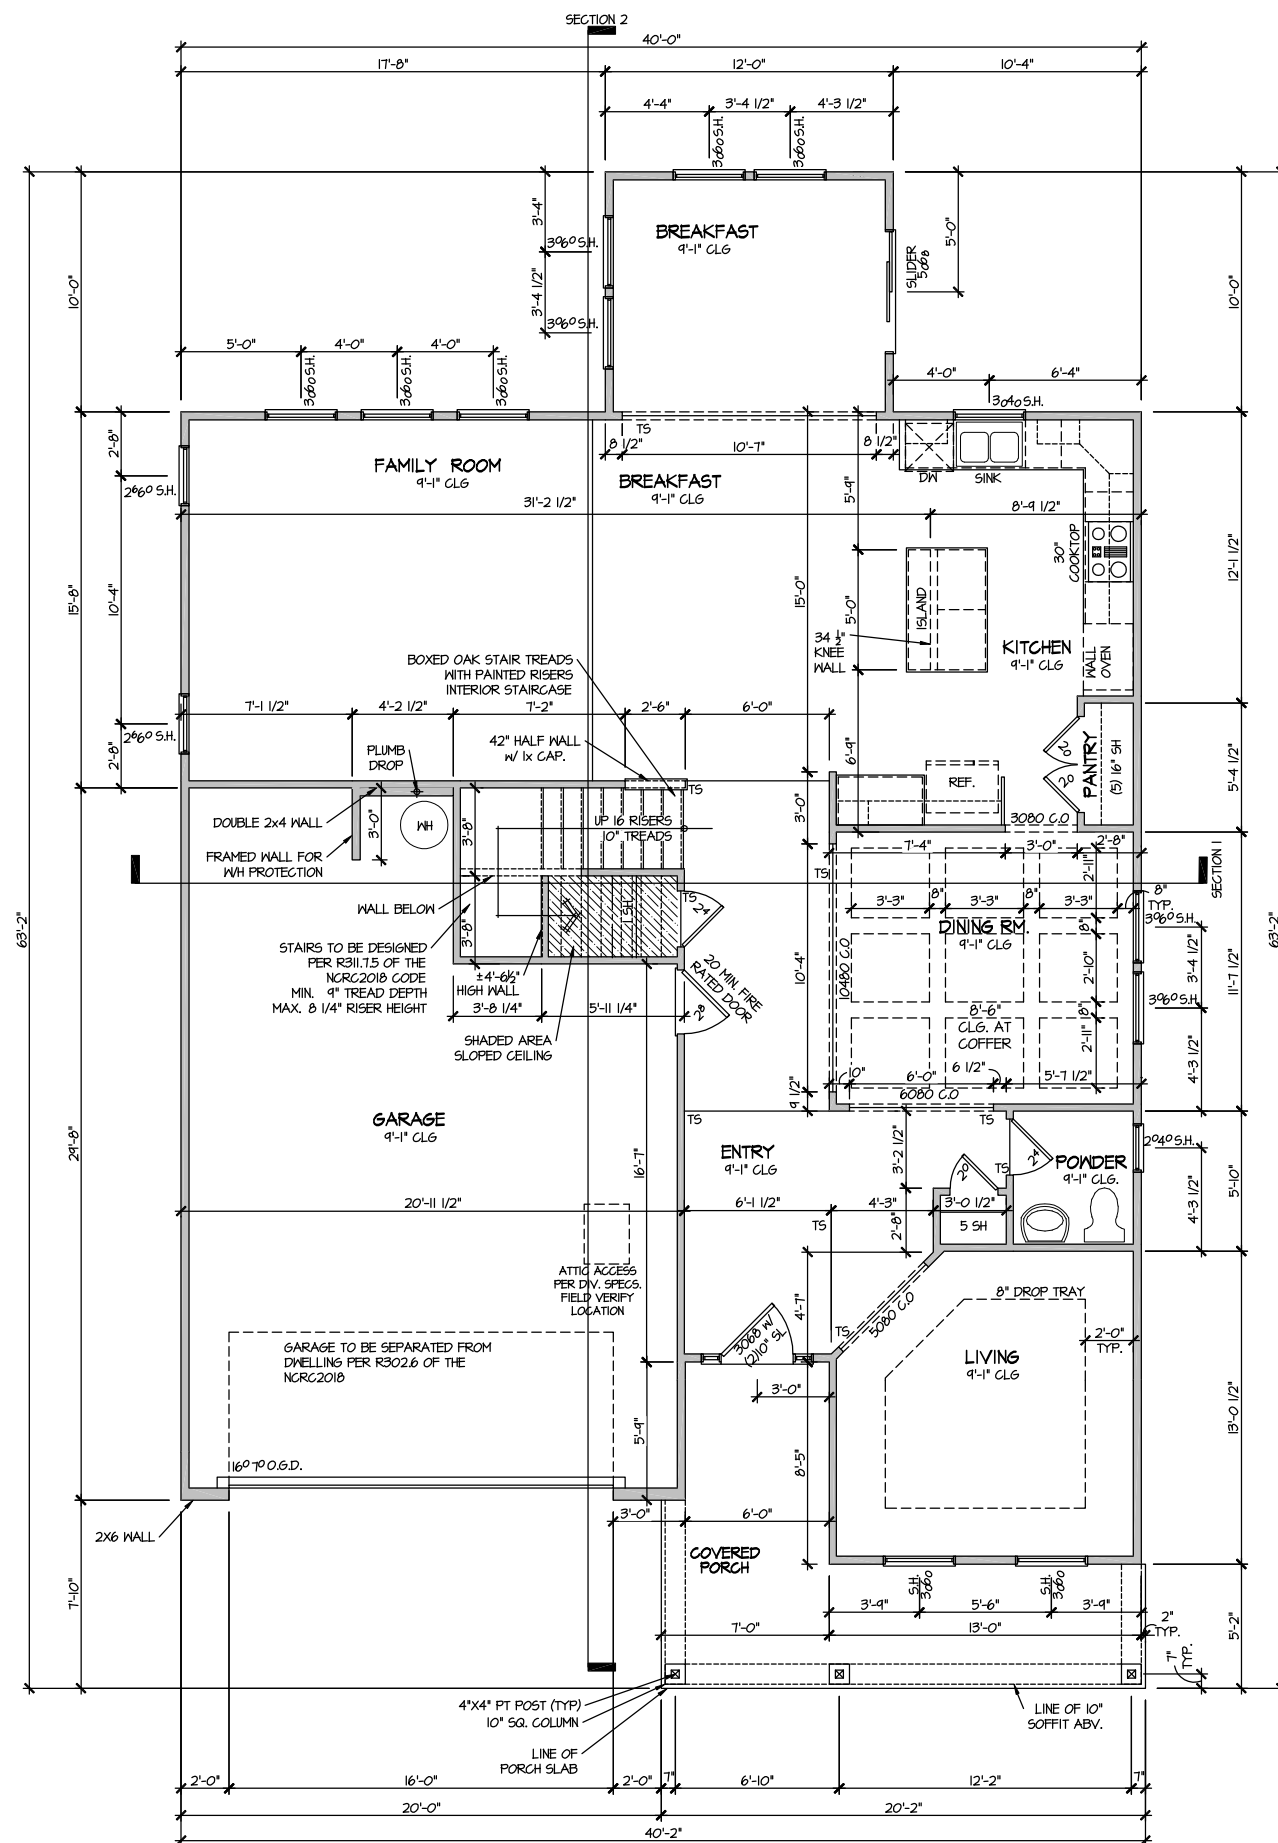 SECTION 2
40'-0"
17'-8"
12'-0"
10'-4"
4'-4"
3'-4 1/2"
4'-3 1/2"
3060 S.H.
3060 S.H.
3'-4"
3060 S.H.
3'-4 1/2"
3060 S.H.
BREAKFAST
9'-1" CLG
SLIDER
5068
5'-0"
10'-0"
10'-0"
5'-0"
4'-0"
4'-0"
3060 S.H.
3060 S.H.
3060 S.H.
4'-0"
6'-4"
3040 S.H.
TS
8 1/2"
10'-7"
8 1/2"
2'-8"
2660 S.H.
FAMILY ROOM
9'-1" CLG
BREAKFAST
9'-1" CLG
DW
SINK
31'-2 1/2"
8'-9 1/2"
5'-9"
30"
COOKTOP
15'-8"
10'-4"
15'-0"
5'-0"
ISLAND
12'-1 1/2"
34 1/2"
KNEE
WALL
KITCHEN
9'-1" CLG
WALL
OVEN
BOXED OAK STAIR TREADS
WITH PAINTED RISERS
INTERIOR STAIRCASE
7'-1 1/2"
4'-2 1/2"
7'-2"
2'-6"
6'-0"
2660 S.H.
2'-8"
PLUMB
DROP
42" HALF WALL
W/ 1x CAP.
6'-9"
20
20
PANTRY
(5) 16" SH
5'-4 1/2"
TS
REF.
DOUBLE 2x4 WALL
3'-0"
WH
3'-8"
UP 16 RISERS
10" TREADS
3'-0"
3080 C.O
FRAMED WALL FOR
W/H PROTECTION
7'-4"
3'-0"
2'-8"
SECTION 1
63'-2"
63'-2"
WALL BELOW
LSH
TS
24
TS
2'-11"
8"
TYP.
3'-3"
8"
3'-3"
8"
3'-3"
3060 S.H.
DINING RM.
9'-1" CLG
8"
STAIRS TO BE DESIGNED
PER R311.7.5 OF THE
NCRC2018 CODE
MIN. 9" TREAD DEPTH
MAX. 8 1/4" RISER HEIGHT
3'-8"
±4'-6 1/2"
HIGH WALL
20 MIN. FIRE
RATED DOOR
28
10'-4"
10480 C.O
2'-10"
3'-4 1/2"
11'-7 1/2"
3060 S.H.
3'-8 1/4"
5'-11 1/4"
8'-6"
CLG. AT
COFFER
8"
2'-11"
SHADED AREA
SLOPED CEILING
4'-3 1/2"
10"
6'-0"
6 1/2"
5'-7 1/2"
9 1/2"
6080 C.O
GARAGE
9'-1" CLG
TS
TS
29'-8"
16'-7"
ENTRY
9'-1" CLG
3'-2 1/2"
20
TS
24
POWDER
9'-1" CLG.
2040 S.H.
5'-10"
20'-11 1/2"
6'-1 1/2"
4'-3"
3'-0 1/2"
4'-3 1/2"
TS
2'-8"
5 SH
ATTIC ACCESS
PER DIV. SPECS.
FIELD VERIFY
LOCATION
4'-7"
8" DROP TRAY
3068 W/
(2)10" SL
TS
5080 C.O
2'-0"
TYP.
GARAGE TO BE SEPARATED FROM
DWELLING PER R302.6 OF THE
NCRC2018
LIVING
9'-1" CLG
3'-0"
13'-0 1/2"
5'-9"
8'-5"
160 70 O.G.D.
3'-0"
6'-0"
2X6 WALL
COVERED
PORCH
S.H.
3060
S.H.
3060
7'-10"
3'-9"
5'-6"
3'-9"
2"
TYP.
7'-0"
13'-0"
5'-2"
7"
TYP.
4"X4" PT POST (TYP)
10" SQ. COLUMN
LINE OF 10"
SOFFIT ABV.
LINE OF
PORCH SLAB
2'-0"
16'-0"
2'-0"
7"
6'-10"
12'-2"
7"
20'-0"
20'-2"
40'-2"